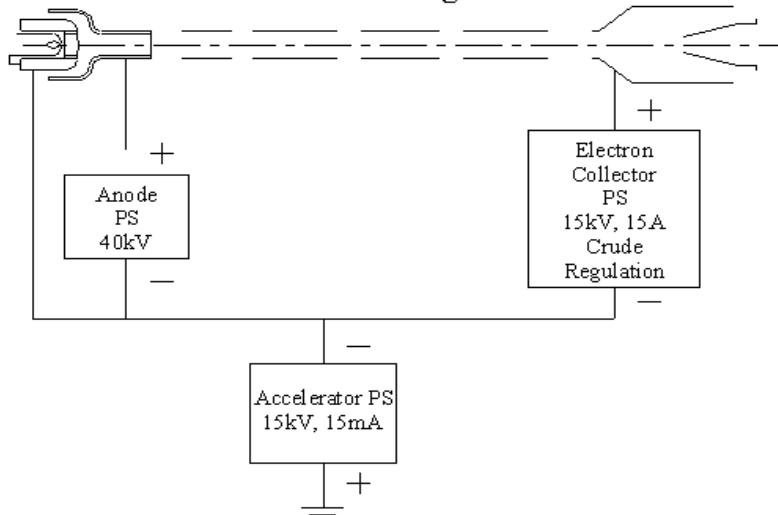 +
Electron
Collector
PS
15kV, 15A
Crude
Regulation
—
+
Anode
PS
40kV
—
—
Accelerator PS
15kV, 15mA
+